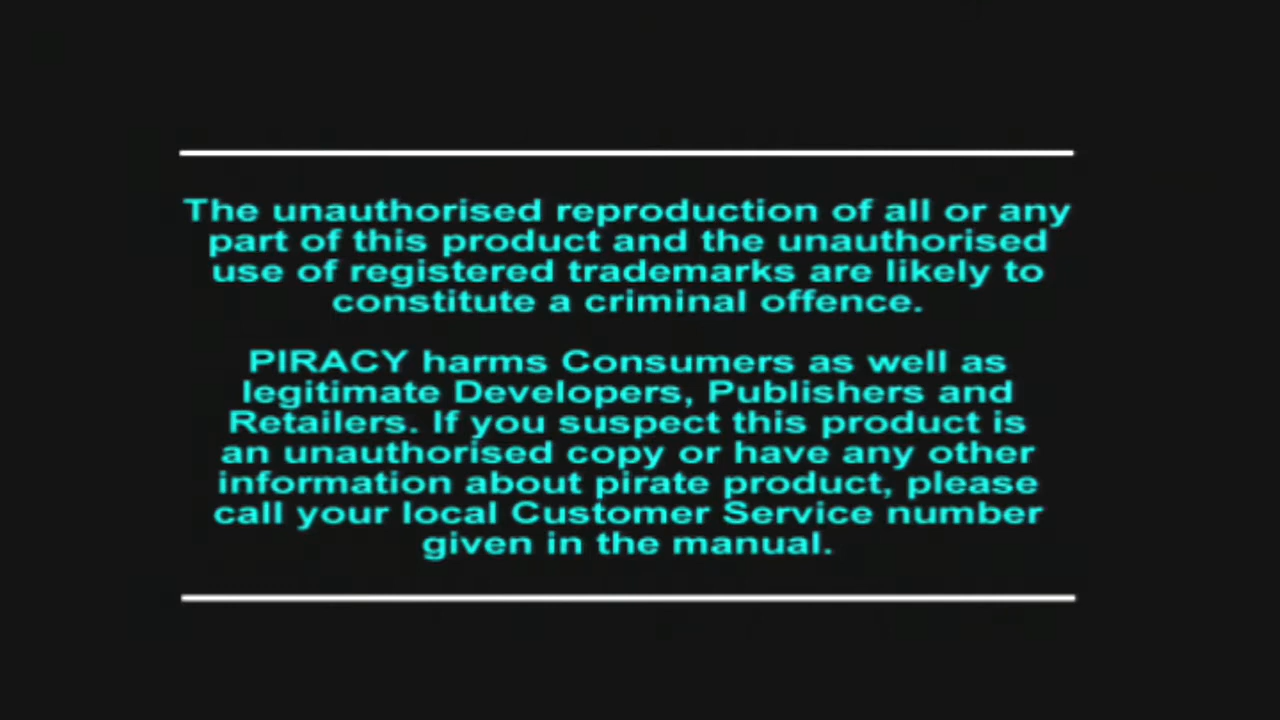 The unauthorised reproduction of all or any
part of this product and the unauthorised
use of registered trademarks are likely to
constitute a criminal offence.
PIRACY harms Consumers as well as
legitimate Developers, Publishers and
Retailers. If you suspect this product is
an unauthorised copy or have any other
information about pirate product, please
call your local Customer Service number
given in the manual.